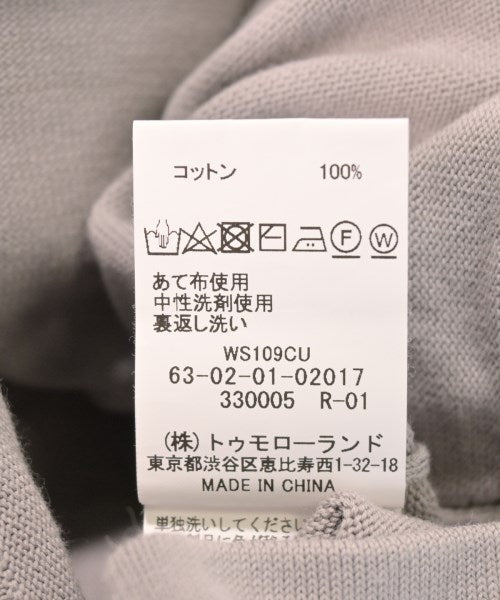 コットン 100%
F W
あて布使用
中性洗剤使用
裏返し洗い
WS109CU
63-02-01-02017
330005 R-01
(株)トゥモローランド
東京都渋谷区恵比寿西1-32-18
MADE IN CHINA
単独洗いしてください